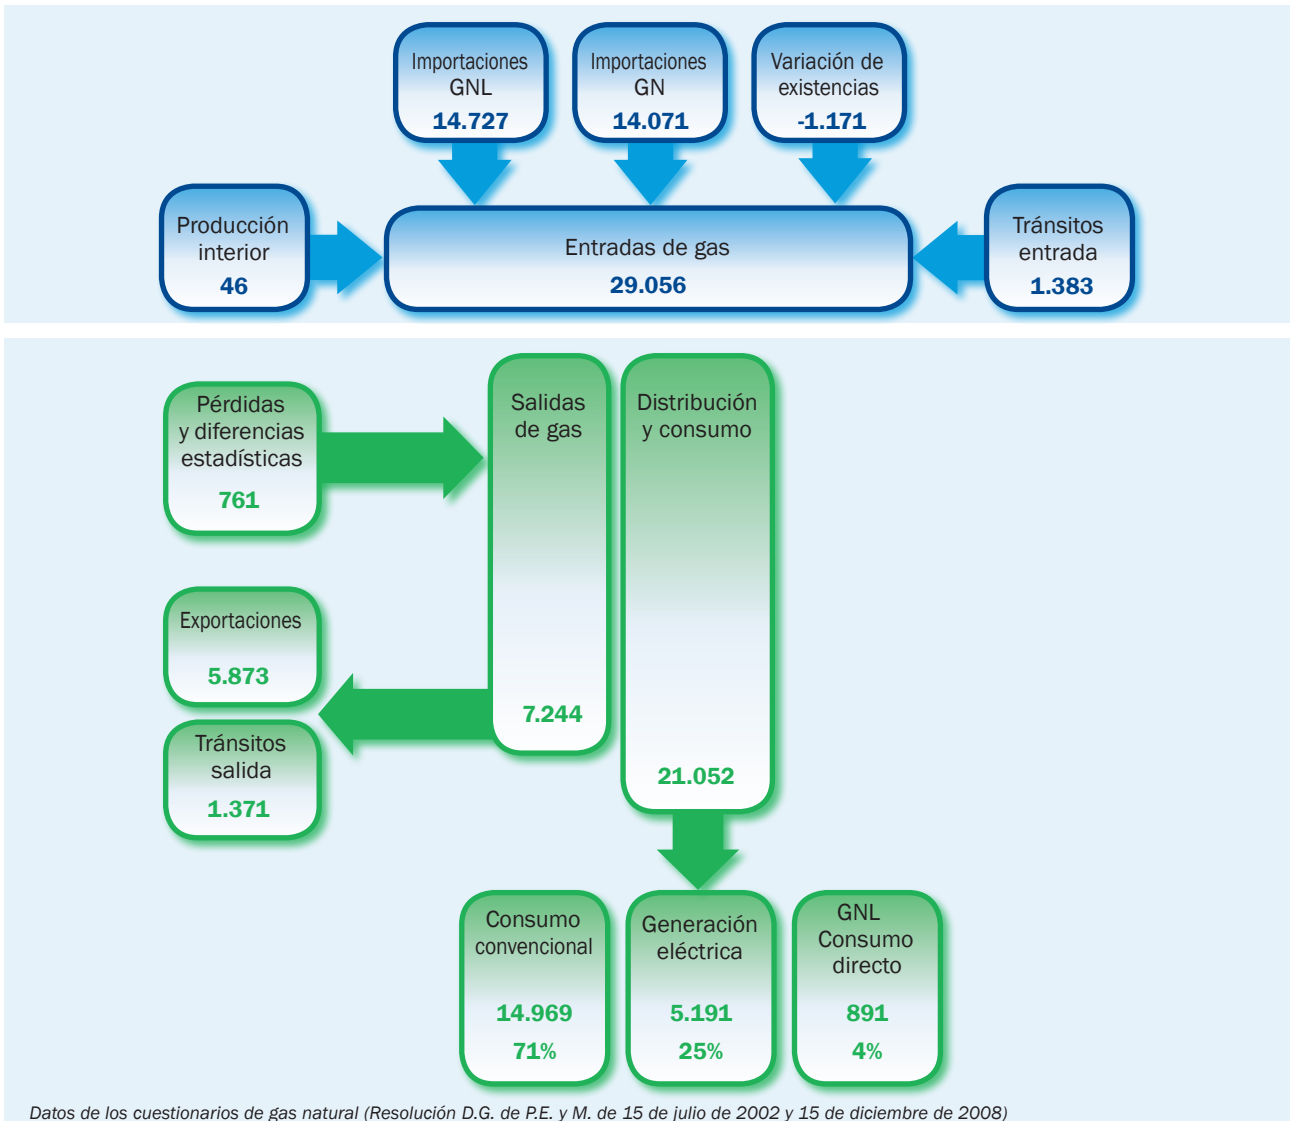 Importaciones
GNL
14.727
Importaciones
GN
14.071
Variación de
existencias
-1.171
Producción
interior
46
Entradas de gas
29.056
Tránsitos
entrada
1.383
Pérdidas
y diferencias
estadísticas
761
Salidas
de gas
7.244
Distribución
y consumo
21.052
Exportaciones
5.873
Tránsitos
salida
1.371
Consumo
convencional
14.969
71%
Generación
eléctrica
5.191
25%
GNL
Consumo
directo
891
4%
Datos de los cuestionarios de gas natural (Resolución D.G. de P.E. y M. de 15 de julio de 2002 y 15 de diciembre de 2008)